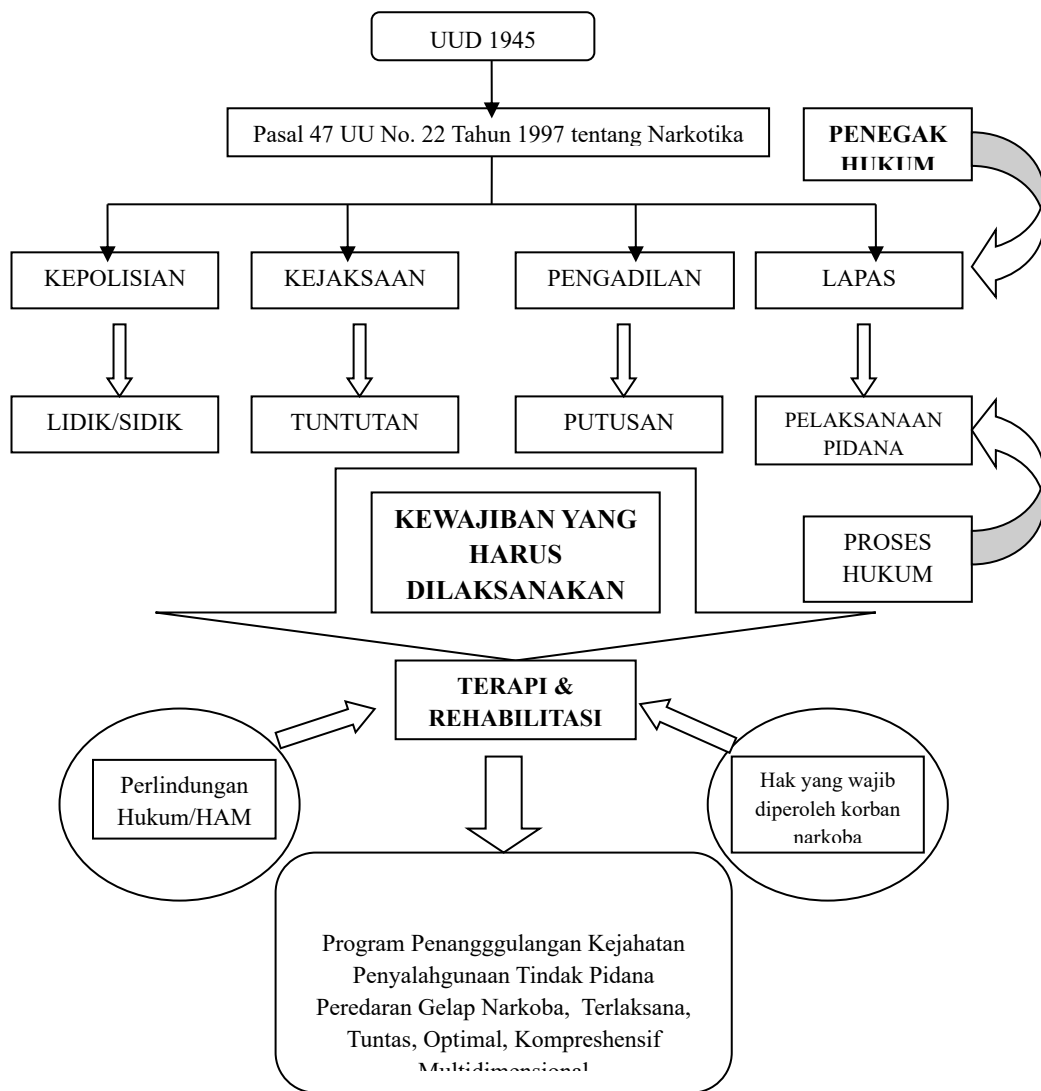 UUD 1945
Pasal 47 UU No. 22 Tahun 1997 tentang Narkotika
PENEGAK
HUKUM
KEPOLISIAN
KEJAKSAAN
PENGADILAN
LAPAS
LIDIK/SIDIK
TUNTUTAN
PUTUSAN
PELAKSANAAN
PIDANA
KEWAJIBAN YANG
HARUS
DILAKSANAKAN
PROSES
HUKUM
TERAPI &
REHABILITASI
Perlindungan
Hukum/HAM
Hak yang wajib
diperoleh korban
narkoba
Program Penangggulangan Kejahatan
Penyalahgunaan Tindak Pidana
Peredaran Gelap Narkoba, Terlaksana,
Tuntas, Optimal, Kompreshensif
Multidimensional